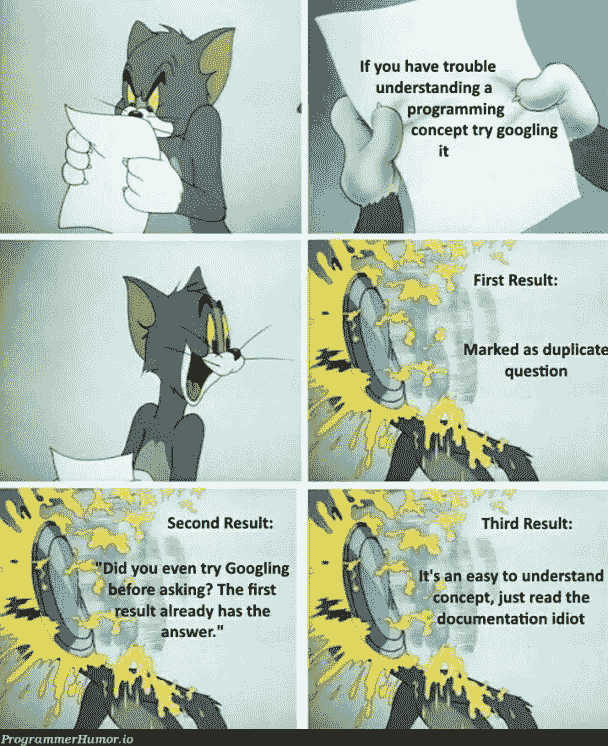 If you have trouble
understanding a
programming
concept try googling
it
First Result:
Marked as duplicate
question
Second Result:
"Did you even try Googling
before asking? The first
result already has the
answer."
Third Result:
It's an easy to understand
concept, just read the
documentation idiot
ProgrammerHumor.io